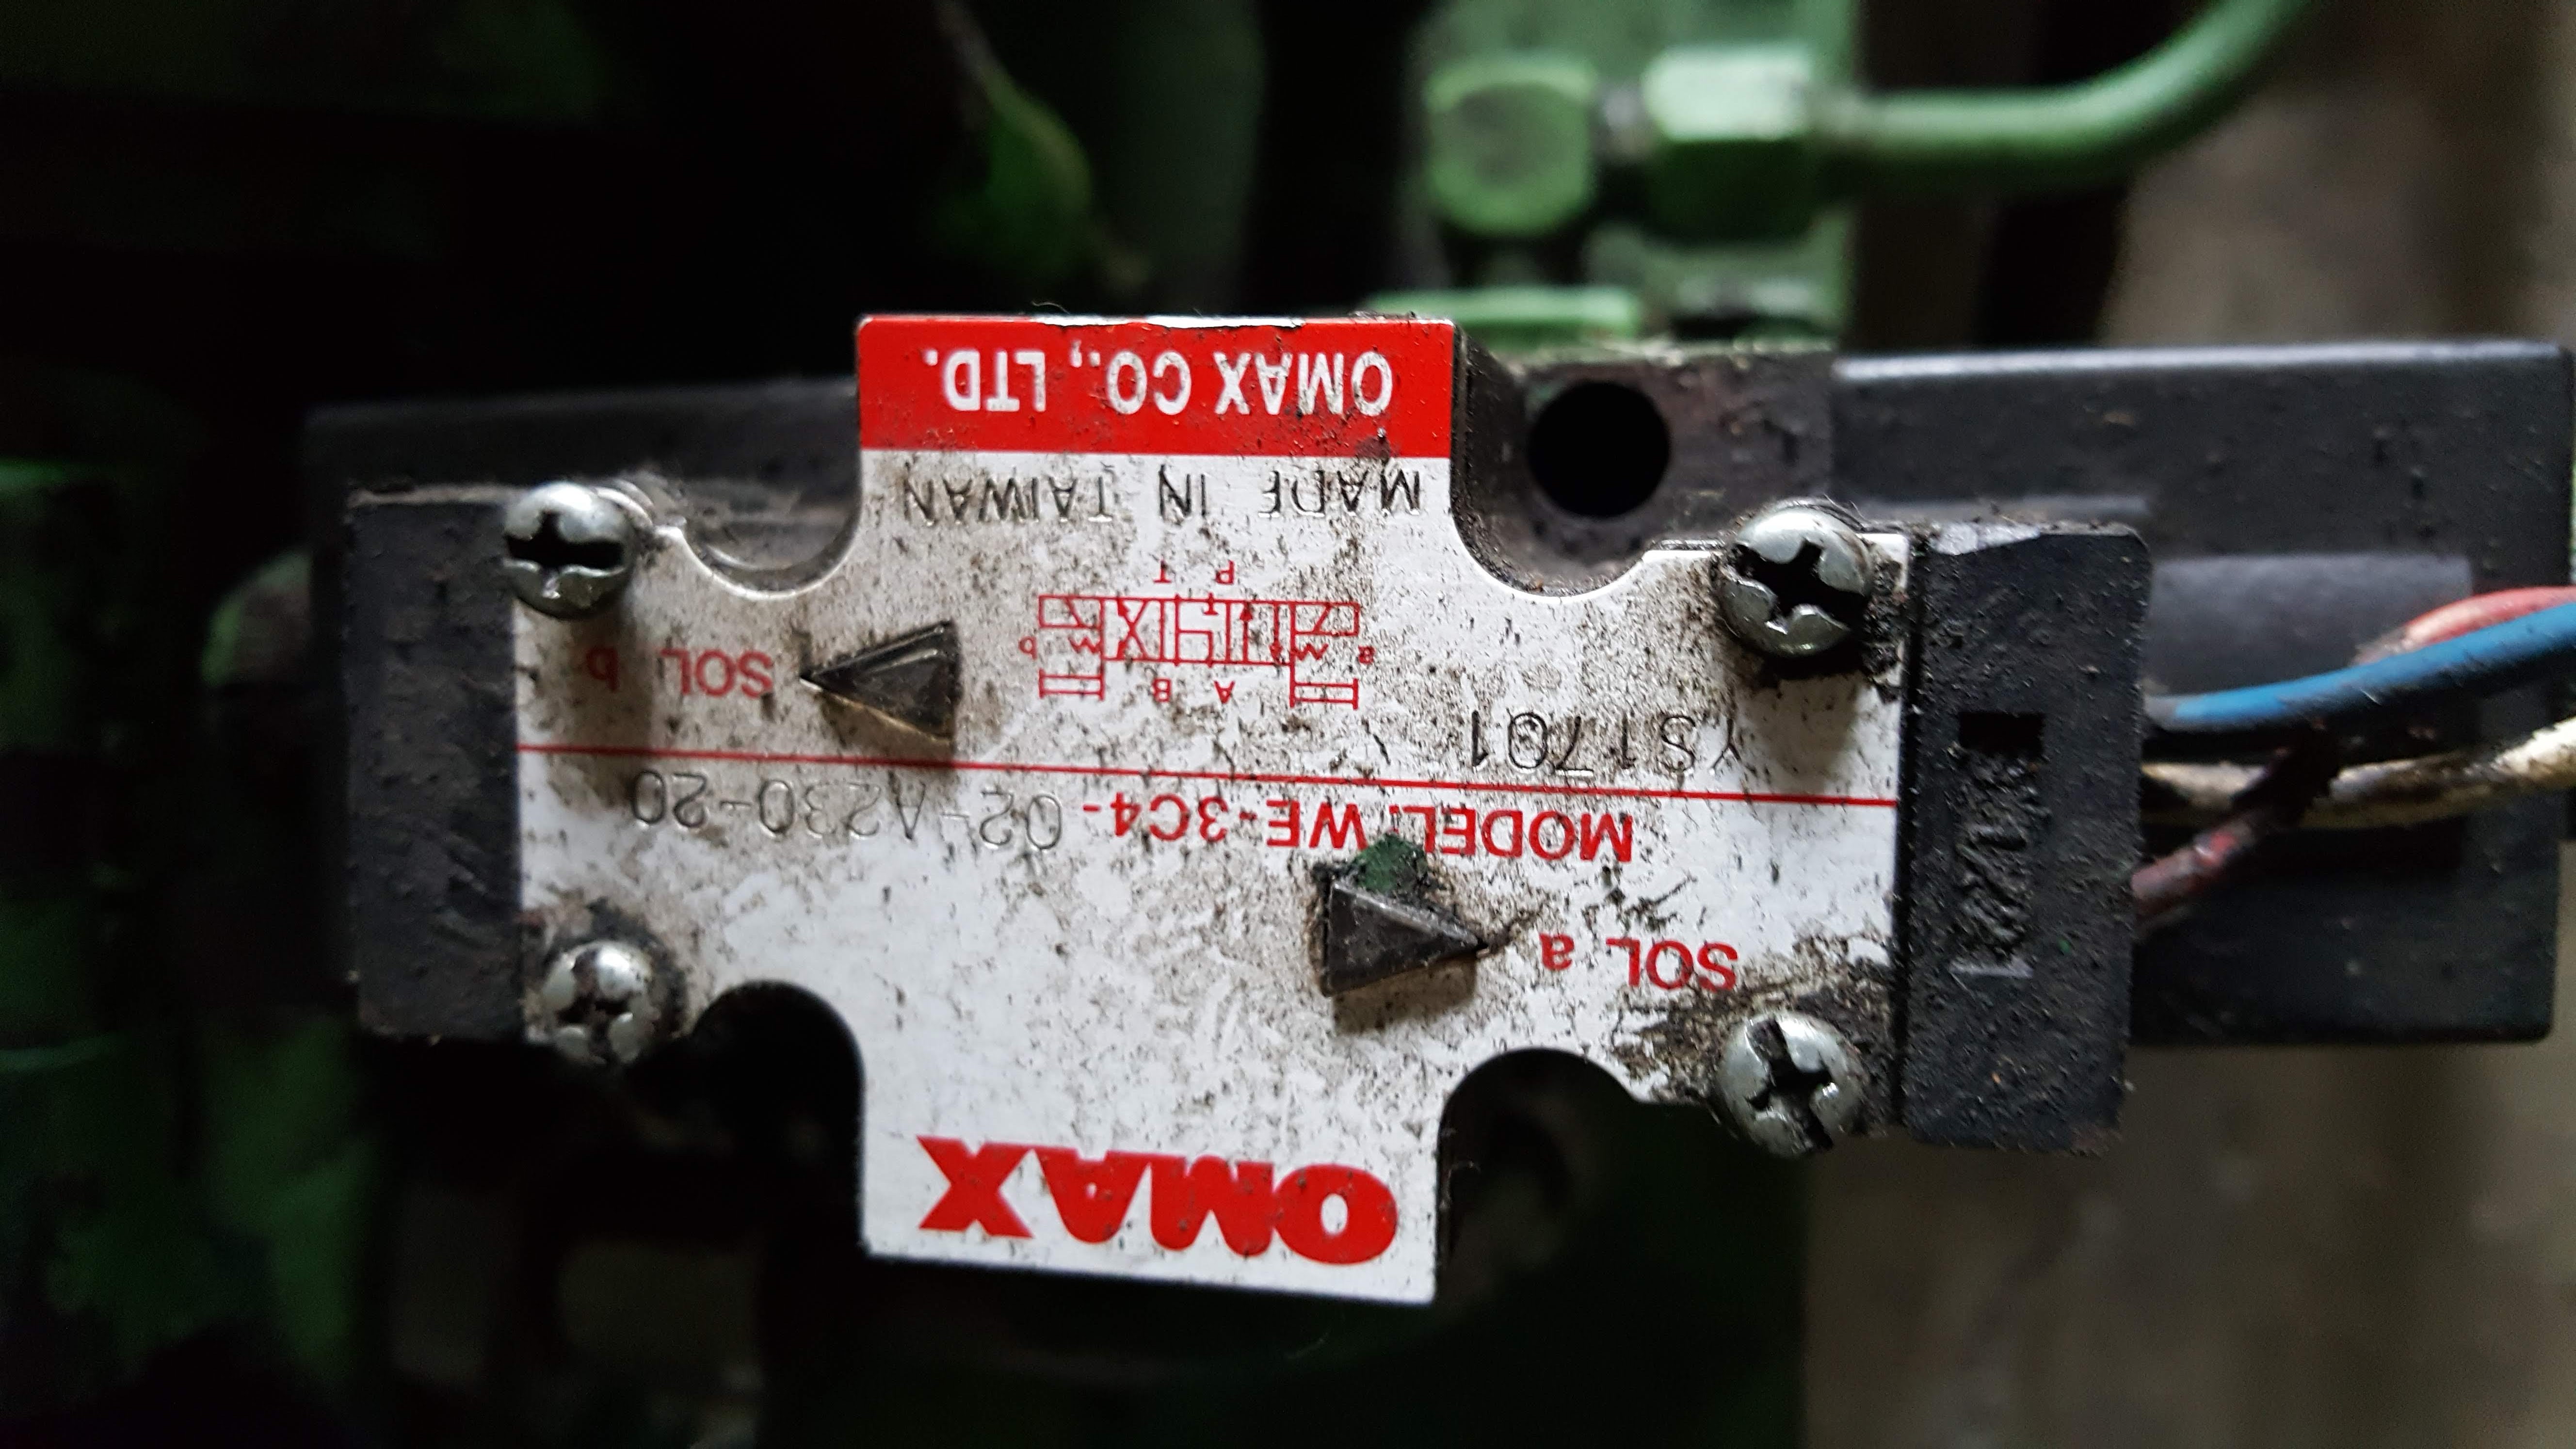 OMAX
SOL a
MODEL: WE-3C4-02-A230-20
YS1701
SOL b
A B
a b
P T
MADE IN TAIWAN
OMAX CO., LTD.